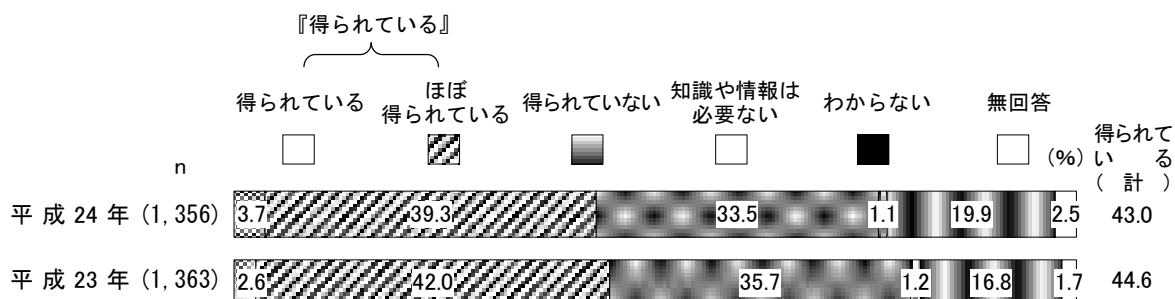 『得られている』
得られている
ほぼ
得られている
得られていない
知識や情報は
必要ない
わからない
無回答
n
(%)
得られて
い る
( 計 )
平 成 24 年 (1,356) 3.7 39.3 33.5 1.1 19.9 2.5 43.0
平 成 23 年 (1,363) 2.6 42.0 35.7 1.2 16.8 1.7 44.6